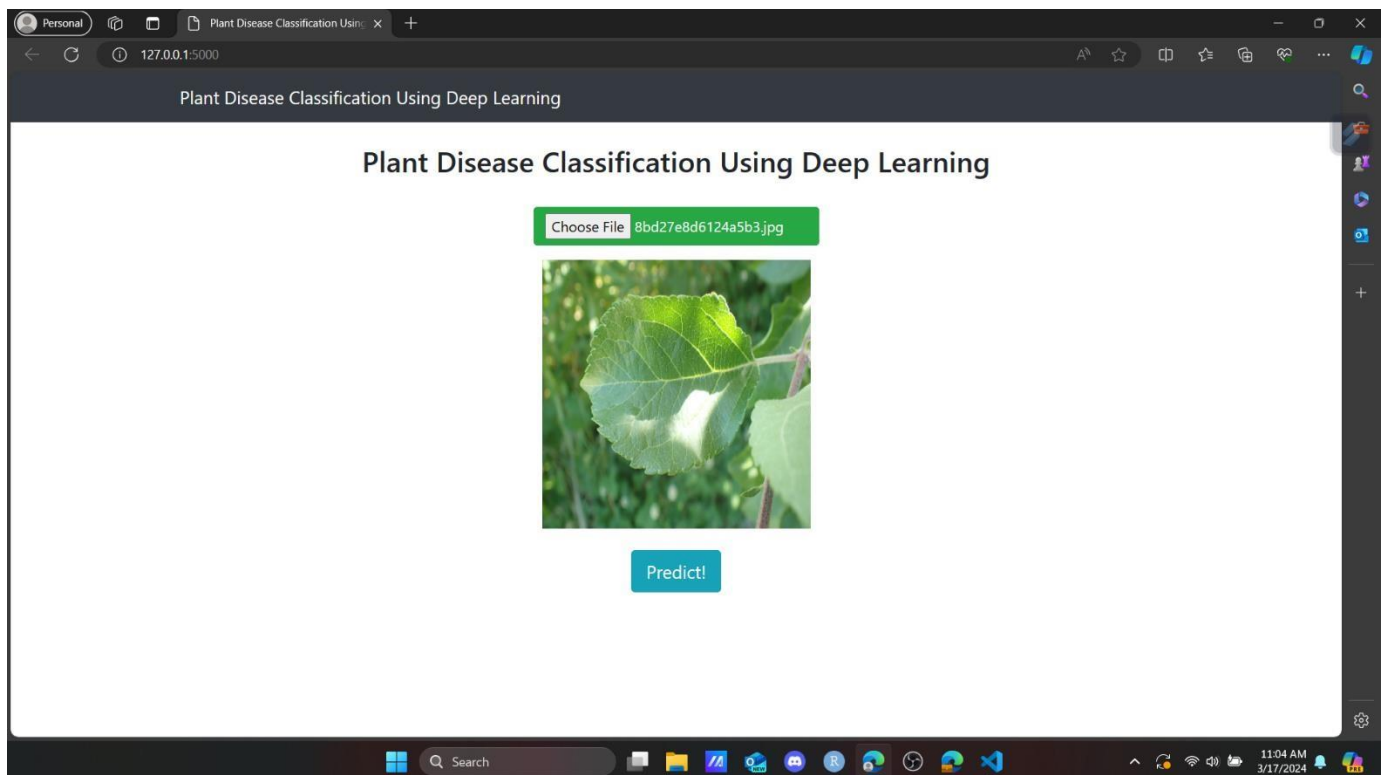 Personal
Plant Disease Classification Using
127.0.0.1:5000
Plant Disease Classification Using Deep Learning
Plant Disease Classification Using Deep Learning
Choose File 8bd27e8d6124a5b3.jpg
Predict!
Search
11:04 AM
3/17/2024